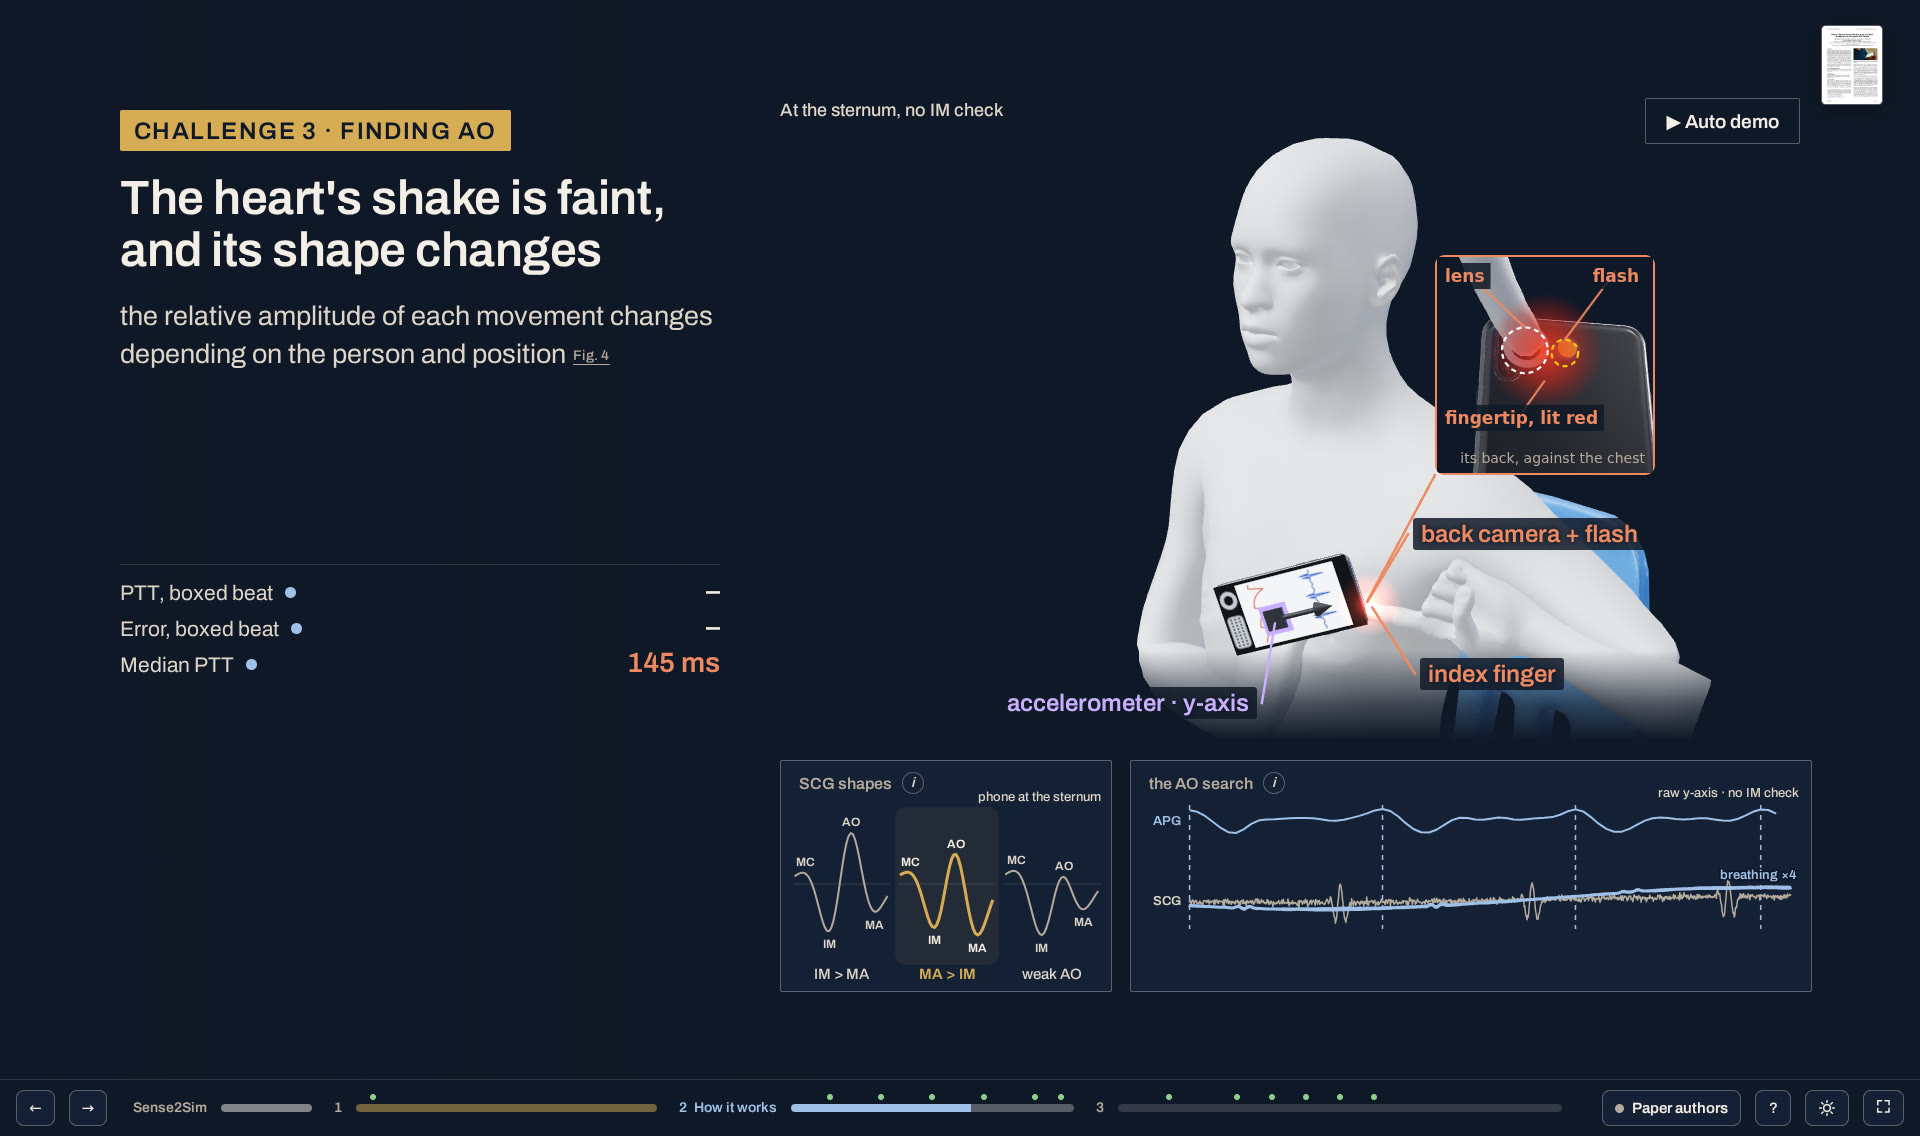 CHALLENGE 3 · FINDING AO
The heart's shake is faint,
and its shape changes
the relative amplitude of each movement changes
depending on the person and position Fig. 4
PTT, boxed beat –
Error, boxed beat –
Median PTT 145 ms
At the sternum, no IM check
▶ Auto demo
lens
flash
fingertip, lit red
its back, against the chest
back camera + flash
index finger
accelerometer · y-axis
SCG shapes i
phone at the sternum
MC AO IM MA
MC AO IM MA
MC AO IM MA
IM > MA
MA > IM
weak AO
the AO search i
raw y-axis · no IM check
APG
breathing ×4
SCG
← → Sense2Sim 1 2 How it works 3 Paper authors ?